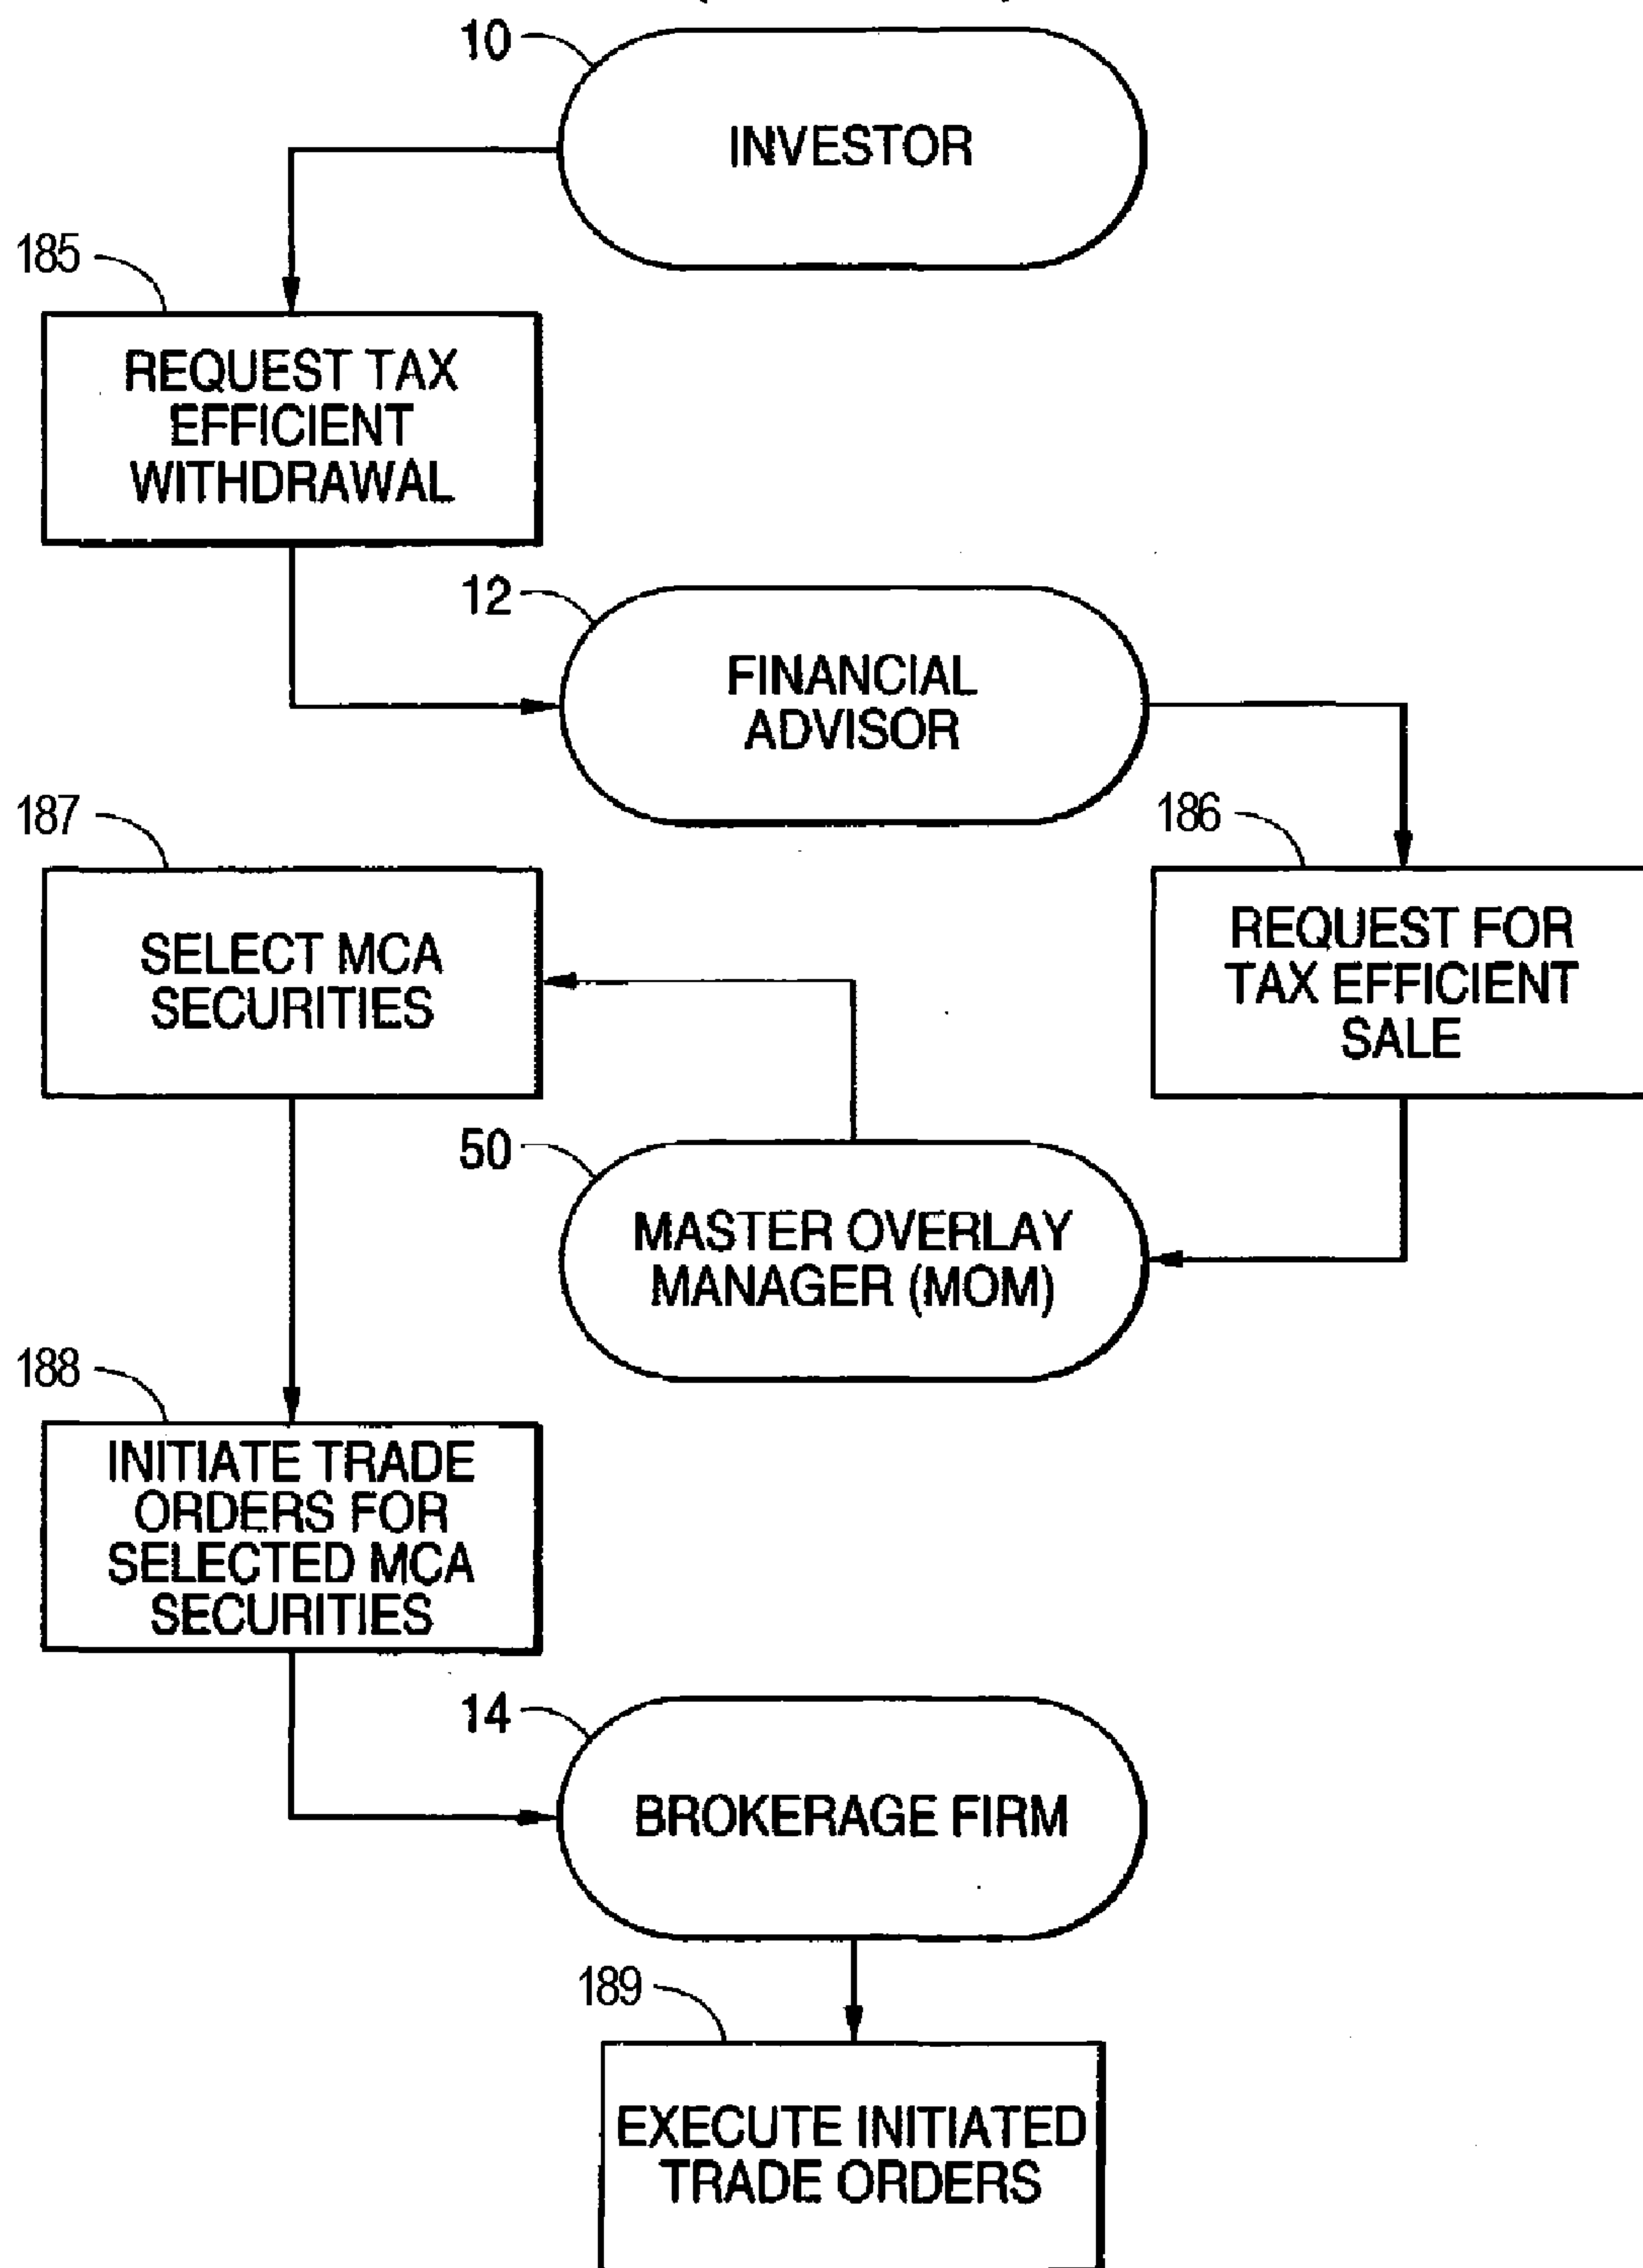 10
INVESTOR
185
REQUEST TAX
EFFICIENT
WITHDRAWAL
12
FINANCIAL
ADVISOR
187
SELECT MCA
SECURITIES
186
REQUEST FOR
TAX EFFICIENT
SALE
50
MASTER OVERLAY
MANAGER (MOM)
188
INITIATE TRADE
ORDERS FOR
SELECTED MCA
SECURITIES
14
BROKERAGE FIRM
189
EXECUTE INITIATED
TRADE ORDERS